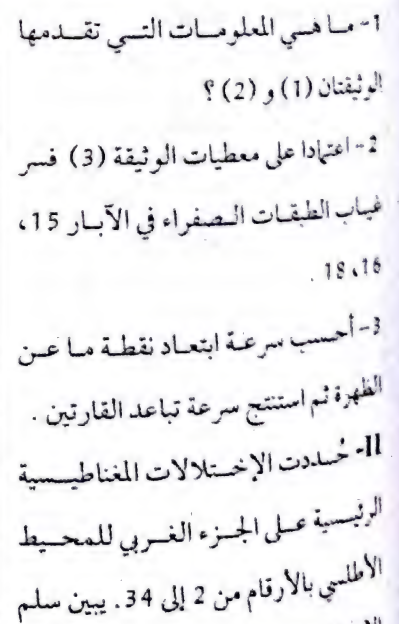 1- ما هي المعلومات التي تقدمها
الوثيقتان (1) و (2) ؟
2- اعتمادا على معطيات الوثيقة (3) فسر
غياب الطبقات الصفراء في الآبار 15،
16، 18 .
3- أحسب سرعة ابتعاد نقطة ما عن
الظهرة ثم استنتج سرعة تباعد القارتين .
II- حُددت الإختلالات المغناطيسية
الرئيسية على الجزء الغربي للمحيط
الأطلسي بالأرقام من 2 إلى 34. يبين سلم